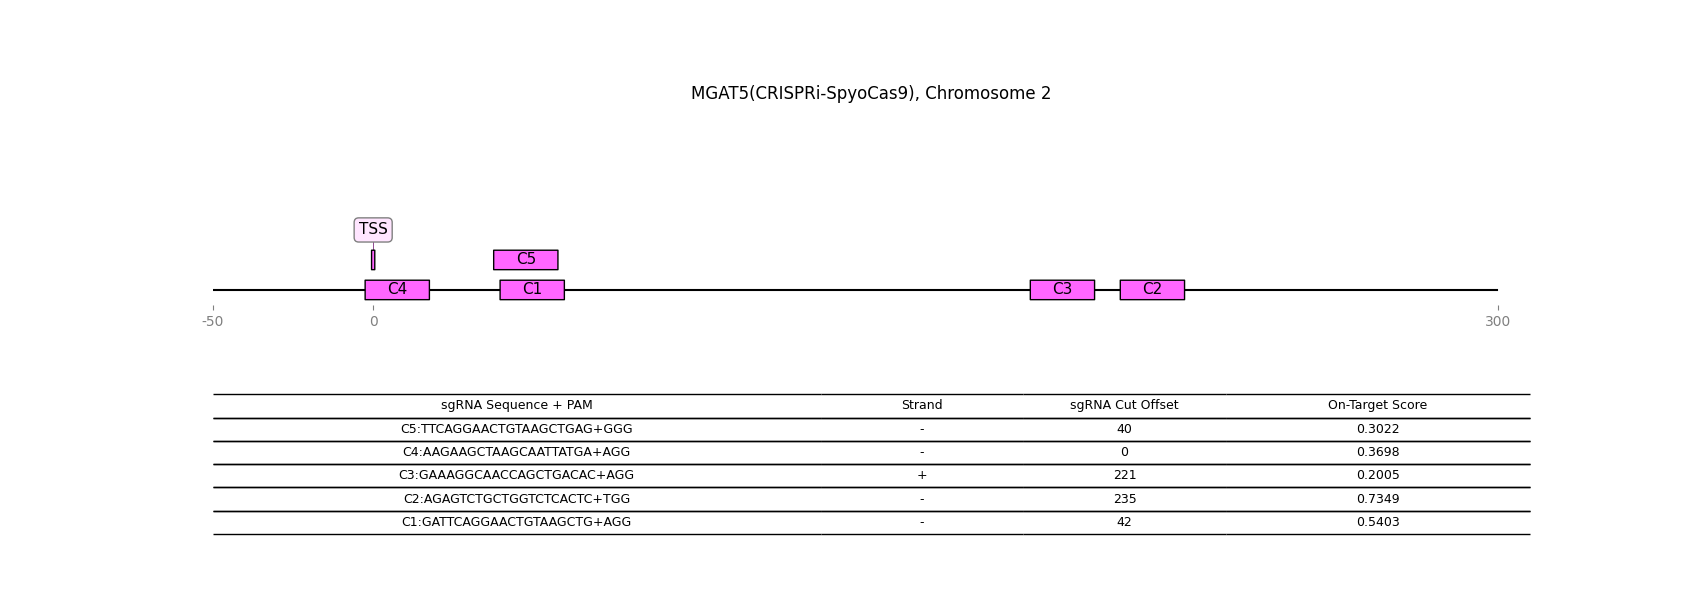 MGAT5(CRISPRi-SpyoCas9), Chromosome 2
TSS
C5
C4 C1 C3 C2
-50 0 300
sgRNA Sequence + PAM Strand sgRNA Cut Offset On-Target Score
C5:TTCAGGAACTGTAAGCTGAG+GGG - 40 0.3022
C4:AAGAAGCTAAGCAATTATGA+AGG - 0 0.3698
C3:GAAAGGCAACCAGCTGACAC+AGG + 221 0.2005
C2:AGAGTCTGCTGGTCTCACTC+TGG - 235 0.7349
C1:GATTCAGGAACTGTAAGCTG+AGG - 42 0.5403